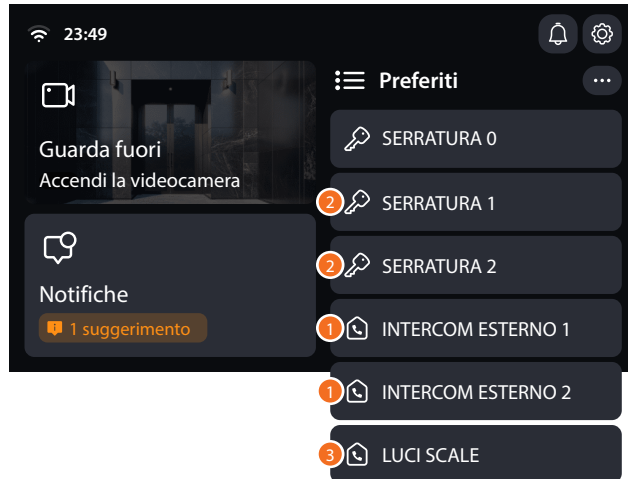 23:49
Guarda fuori
Accendi la videocamera
Notifiche
1 suggerimento
Preferiti
SERRATURA 0
2 SERRATURA 1
2 SERRATURA 2
1 INTERCOM ESTERNO 1
1 INTERCOM ESTERNO 2
3 LUCI SCALE